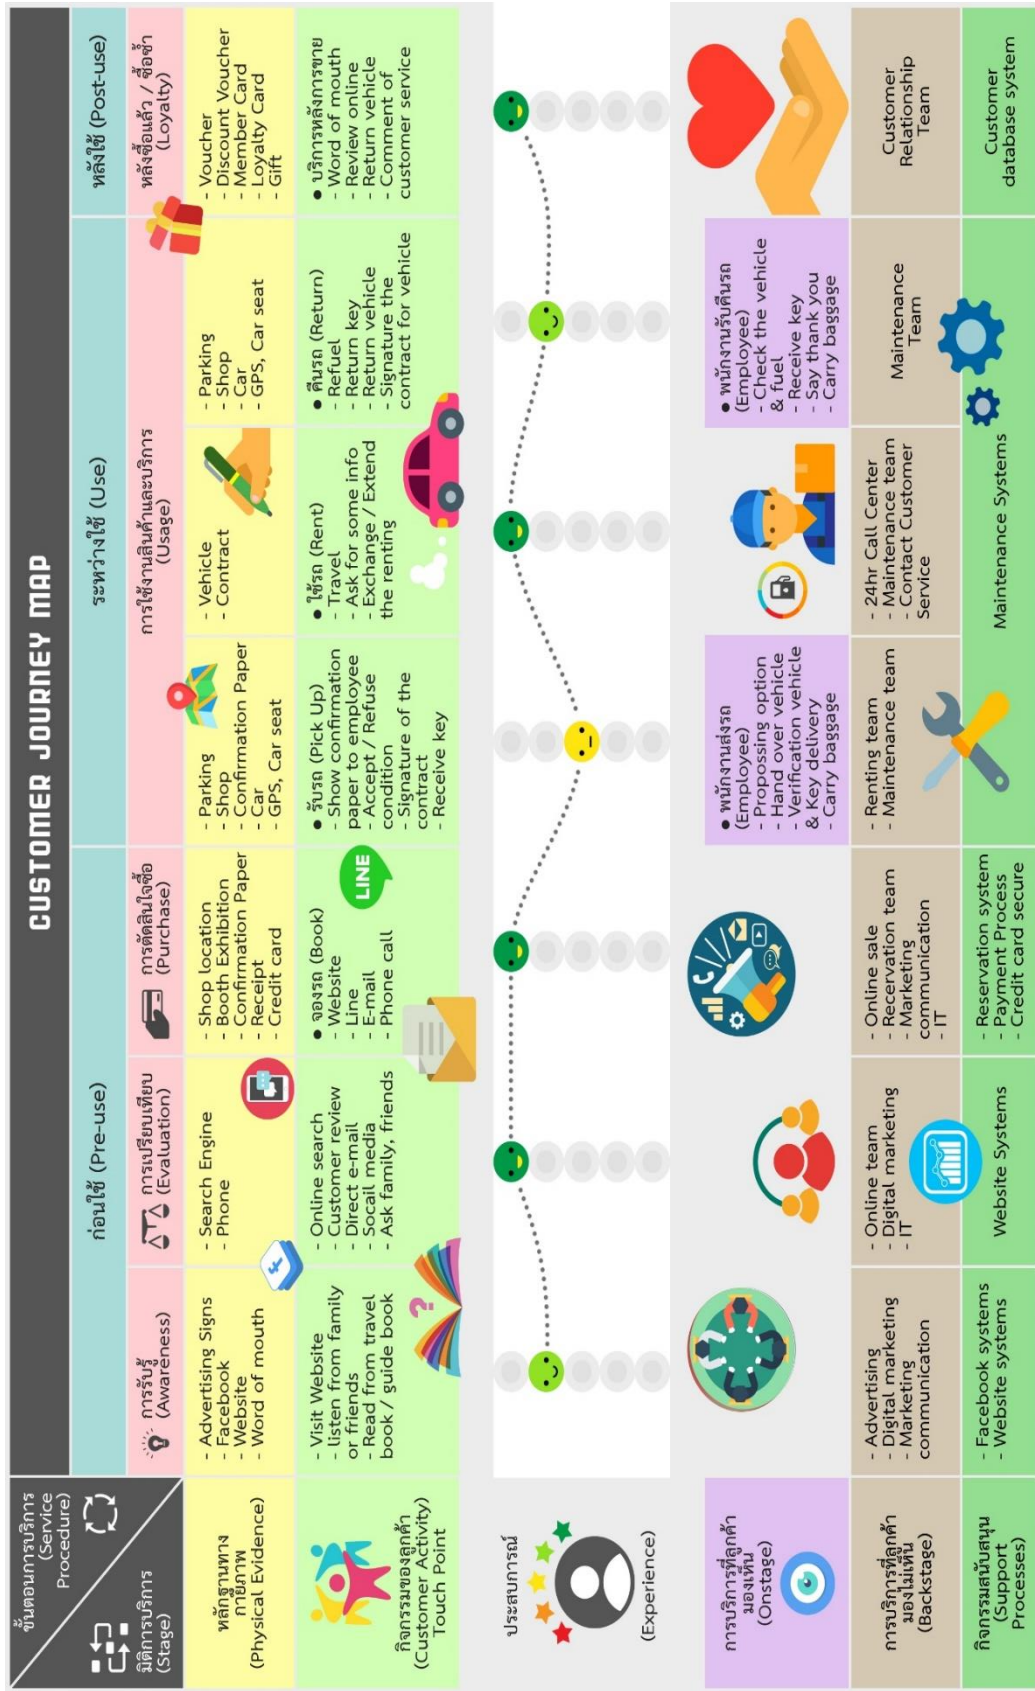 CUSTOMER JOURNEY MAP
ขั้นตอนการบริการ
(Service
Procedure)
มิติการบริการ
(Stage)
ก่อนใช้ (Pre-use)
ระหว่างใช้ (Use)
หลังใช้ (Post-use)
การรับรู้
(Awareness)
การเปรียบเทียบ
(Evaluation)
การตัดสินใจซื้อ
(Purchase)
การใช้งานสินค้าและบริการ
(Usage)
หลังซื้อแล้ว / ซื้อซ้ำ
(Loyalty)
หลักฐานทาง
กายภาพ
(Physical Evidence)
- Advertising Signs
- Facebook
- Website
- Word of mouth
f
- Search Engine
- Phone
- Shop location
- Booth Exhibition
- Confirmation Paper
- Receipt
- Credit card
- Parking
- Shop
- Confirmation Paper
- Car
- GPS, Car seat
- Vehicle
- Contract
- Parking
- Shop
- Car
- GPS, Car seat
- Voucher
- Discount Voucher
- Member Card
- Loyalty Card
- Gift
กิจกรรมของลูกค้า
(Customer Activity)
Touch Point
- Visit Website
- listen from family
or friends
- Read from travel
book / guide book
?
- Online search
- Customer review
- Direct e-mail
- Socail media
- Ask family, friends
● จองรถ (Book)
- Website
- Line
- E-mail
- Phone call
LINE
● รับรถ (Pick Up)
- Show confirmation
paper to employee
- Accept / Refuse
condition
- Signature of the
contract
- Receive key
● ใช้รถ (Rent)
- Travel
- Ask for some info
- Exchange / Extend
the renting
● คืนรถ (Return)
- Refuel
- Return key
- Return vehicle
- Signature the
contract for vehicle
● บริการหลังการขาย
- Word of mouth
- Review online
- Return vehicle
- Comment of
customer service
ประสบการณ์
(Experience)
การบริการที่ลูกค้า
มองเห็น
(Onstage)
● พนักงานส่งรถ
(Employee)
- Propossing option
- Hand over vehicle
- Verification vehicle
& Key delivery
- Carry baggage
● พนักงานรับคืนรถ
(Employee)
- Check the vehicle
& fuel
- Receive key
- Say thank you
- Carry baggage
การบริการที่ลูกค้า
มองไม่เห็น
(Backstage)
- Advertising
- Digital marketing
- Marketing
communication
- Online team
- Digital marketing
- IT
- Online sale
- Reservation team
- Marketing
communication
- IT
- Renting team
- Maintenance team
- 24hr Call Center
- Maintenance team
- Contact Customer
Service
Maintenance
Team
Customer
Relationship
Team
กิจกรรมสนับสนุน
(Support
Processes)
- Facebook systems
- Website systems
Website Systems
- Reservation system
- Payment Process
- Credit card secure
Maintenance Systems
Customer
database system